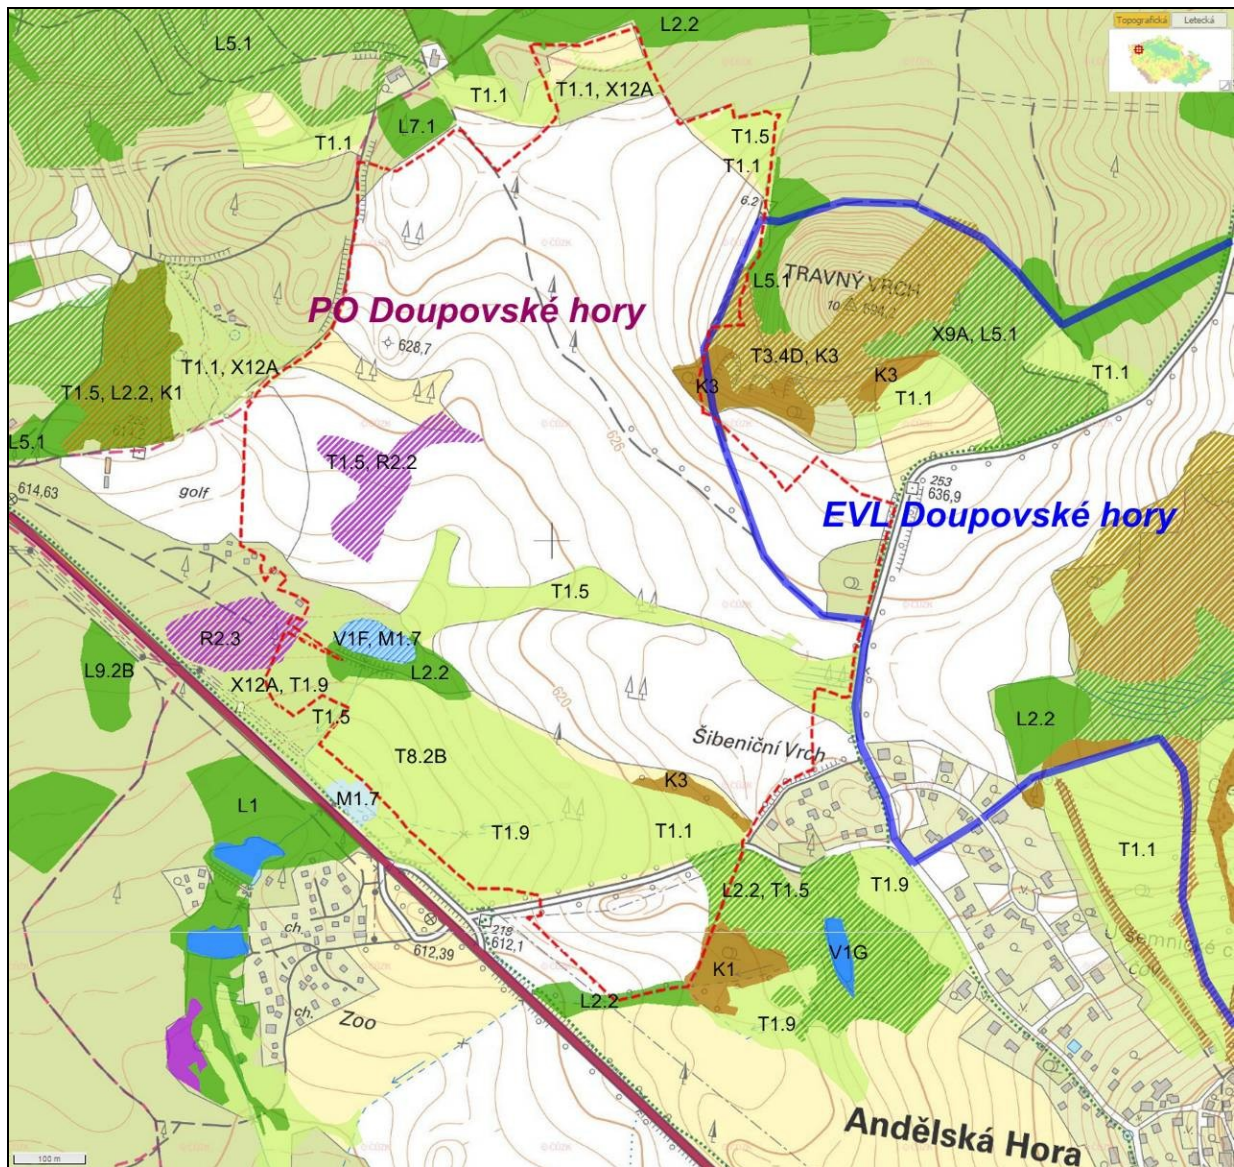 L5.1
L2.2
Topografická
Letecká
T1.1
T1.1, X12A
L7.1
T1.1
T1.5
T1.1
6.2
TRAVNÝ VRCH
10
594,2
L5.1
PO Doupovské hory
X9A, L5.1
628,7
T3.4D, K3
T1.1, X12A
K3
K3
T1.1
T1.1
T1.5, L2.2, K1
626
L5.1
T1.5, R2.2
614,63
golf
253
636,9
EVL Doupovské hory
T1.5
R2.3
V1F, M1.7
L9.2B
L2.2
X12A, T1.9
T1.5
620
L2.2
Šibeniční Vrch
T8.2B
K3
L1
M1.7
T1.9
T1.1
T1.1
L2.2, T1.5
T1.9
ch.
218
612,1
612,39
V1G
K1
L2.2
ch.
Zoo
T1.9
Andělská Hora
100 m